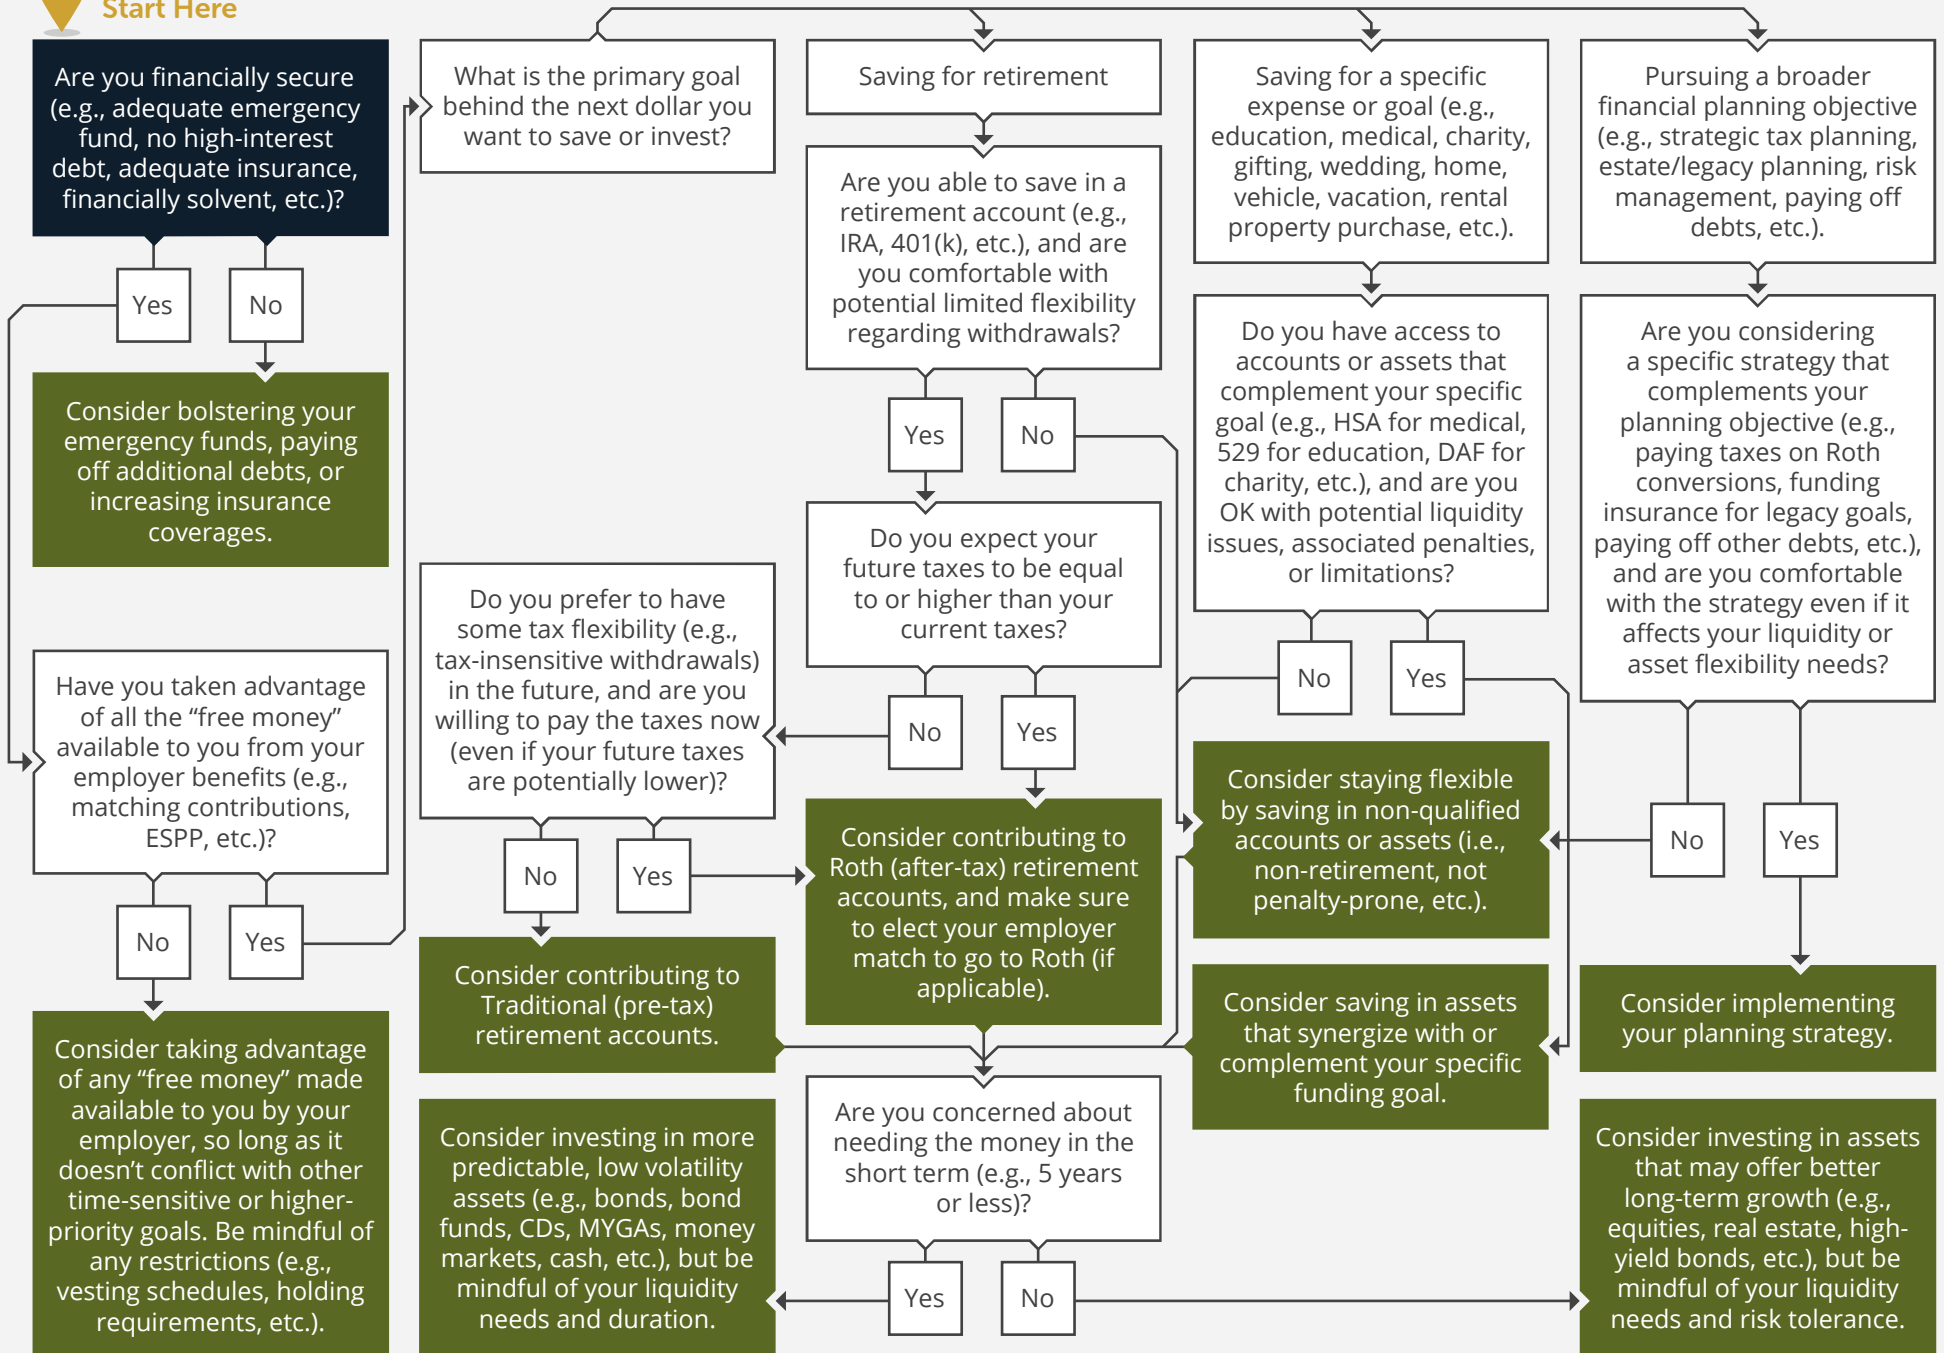 Start Here
Are you financially secure
(e.g., adequate emergency
fund, no high-interest
debt, adequate insurance,
financially solvent, etc.)?
Yes
No
Consider bolstering your
emergency funds, paying
off additional debts, or
increasing insurance
coverages.
Have you taken advantage
of all the “free money”
available to you from your
employer benefits (e.g.,
matching contributions,
ESPP, etc.)?
No
Yes
Consider taking advantage
of any “free money” made
available to you by your
employer, so long as it
doesn’t conflict with other
time-sensitive or higher-
priority goals. Be mindful of
any restrictions (e.g.,
vesting schedules, holding
requirements, etc.).
What is the primary goal
behind the next dollar you
want to save or invest?
Saving for retirement
Are you able to save in a
retirement account (e.g.,
IRA, 401(k), etc.), and are
you comfortable with
potential limited flexibility
regarding withdrawals?
Yes
No
Do you expect your
future taxes to be equal
to or higher than your
current taxes?
No
Yes
Do you prefer to have
some tax flexibility (e.g.,
tax-insensitive withdrawals)
in the future, and are you
willing to pay the taxes now
(even if your future taxes
are potentially lower)?
No
Yes
Consider contributing to
Traditional (pre-tax)
retirement accounts.
Consider contributing to
Roth (after-tax) retirement
accounts, and make sure
to elect your employer
match to go to Roth (if
applicable).
Saving for a specific
expense or goal (e.g.,
education, medical, charity,
gifting, wedding, home,
vehicle, vacation, rental
property purchase, etc.).
Do you have access to
accounts or assets that
complement your specific
goal (e.g., HSA for medical,
529 for education, DAF for
charity, etc.), and are you
OK with potential liquidity
issues, associated penalties,
or limitations?
No
Yes
Consider staying flexible
by saving in non-qualified
accounts or assets (i.e.,
non-retirement, not
penalty-prone, etc.).
Consider saving in assets
that synergize with or
complement your specific
funding goal.
Pursuing a broader
financial planning objective
(e.g., strategic tax planning,
estate/legacy planning, risk
management, paying off
debts, etc.).
Are you considering
a specific strategy that
complements your
planning objective (e.g.,
paying taxes on Roth
conversions, funding
insurance for legacy goals,
paying off other debts, etc.),
and are you comfortable
with the strategy even if it
affects your liquidity or
asset flexibility needs?
No
Yes
Consider implementing
your planning strategy.
Are you concerned about
needing the money in the
short term (e.g., 5 years
or less)?
Yes
No
Consider investing in more
predictable, low volatility
assets (e.g., bonds, bond
funds, CDs, MYGAs, money
markets, cash, etc.), but be
mindful of your liquidity
needs and duration.
Consider investing in assets
that may offer better
long-term growth (e.g.,
equities, real estate, high-
yield bonds, etc.), but be
mindful of your liquidity
needs and risk tolerance.